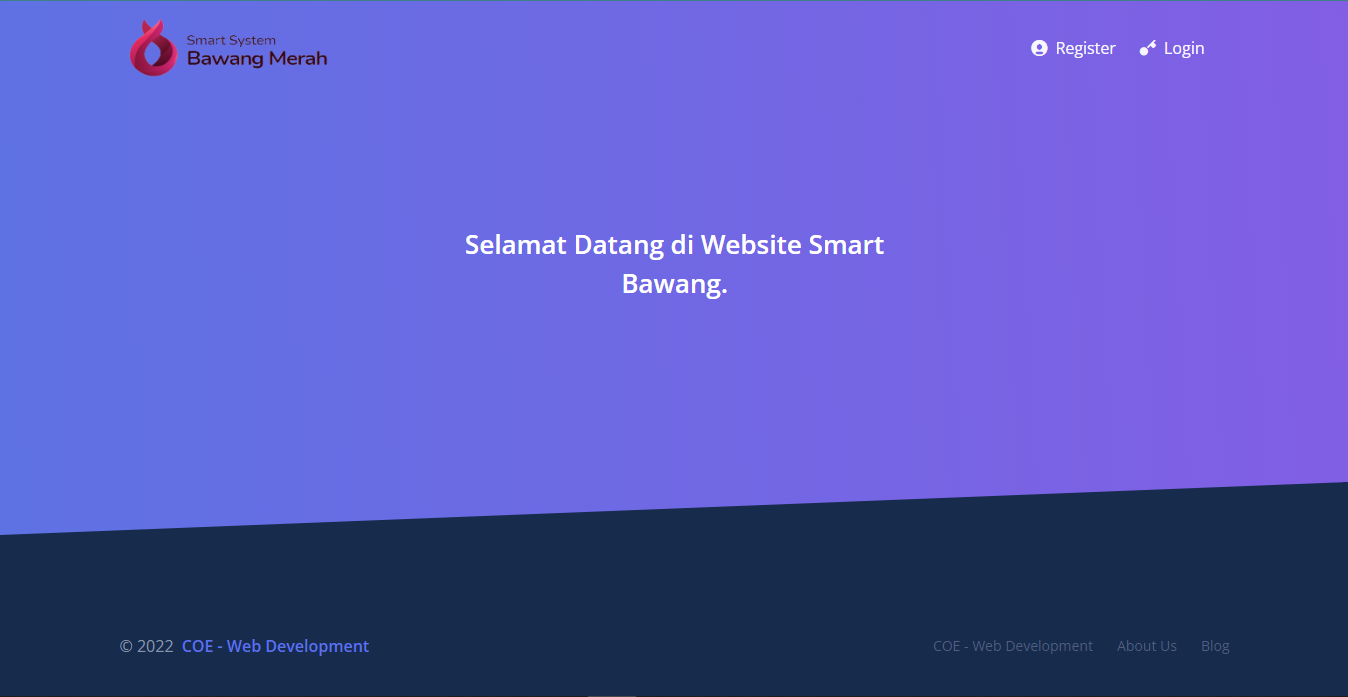 Smart System
Bawang Merah
Register Login
Selamat Datang di Website Smart
Bawang.
© 2022 COE - Web Development
COE - Web Development About Us Blog